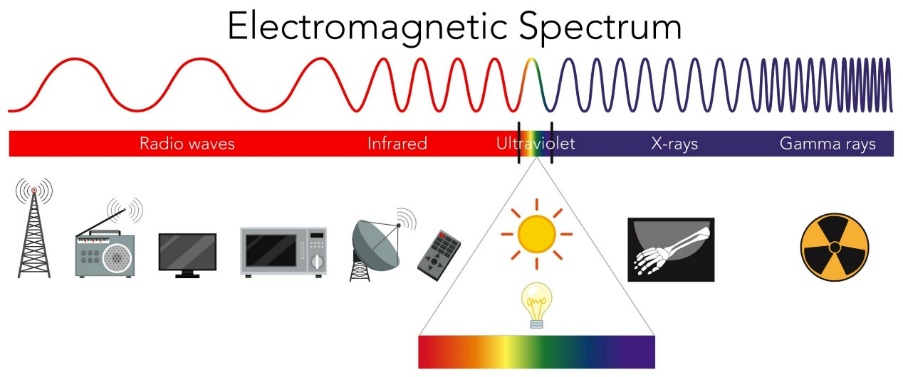 Electromagnetic Spectrum
Radio waves Infrared Ultraviolet X-rays Gamma rays